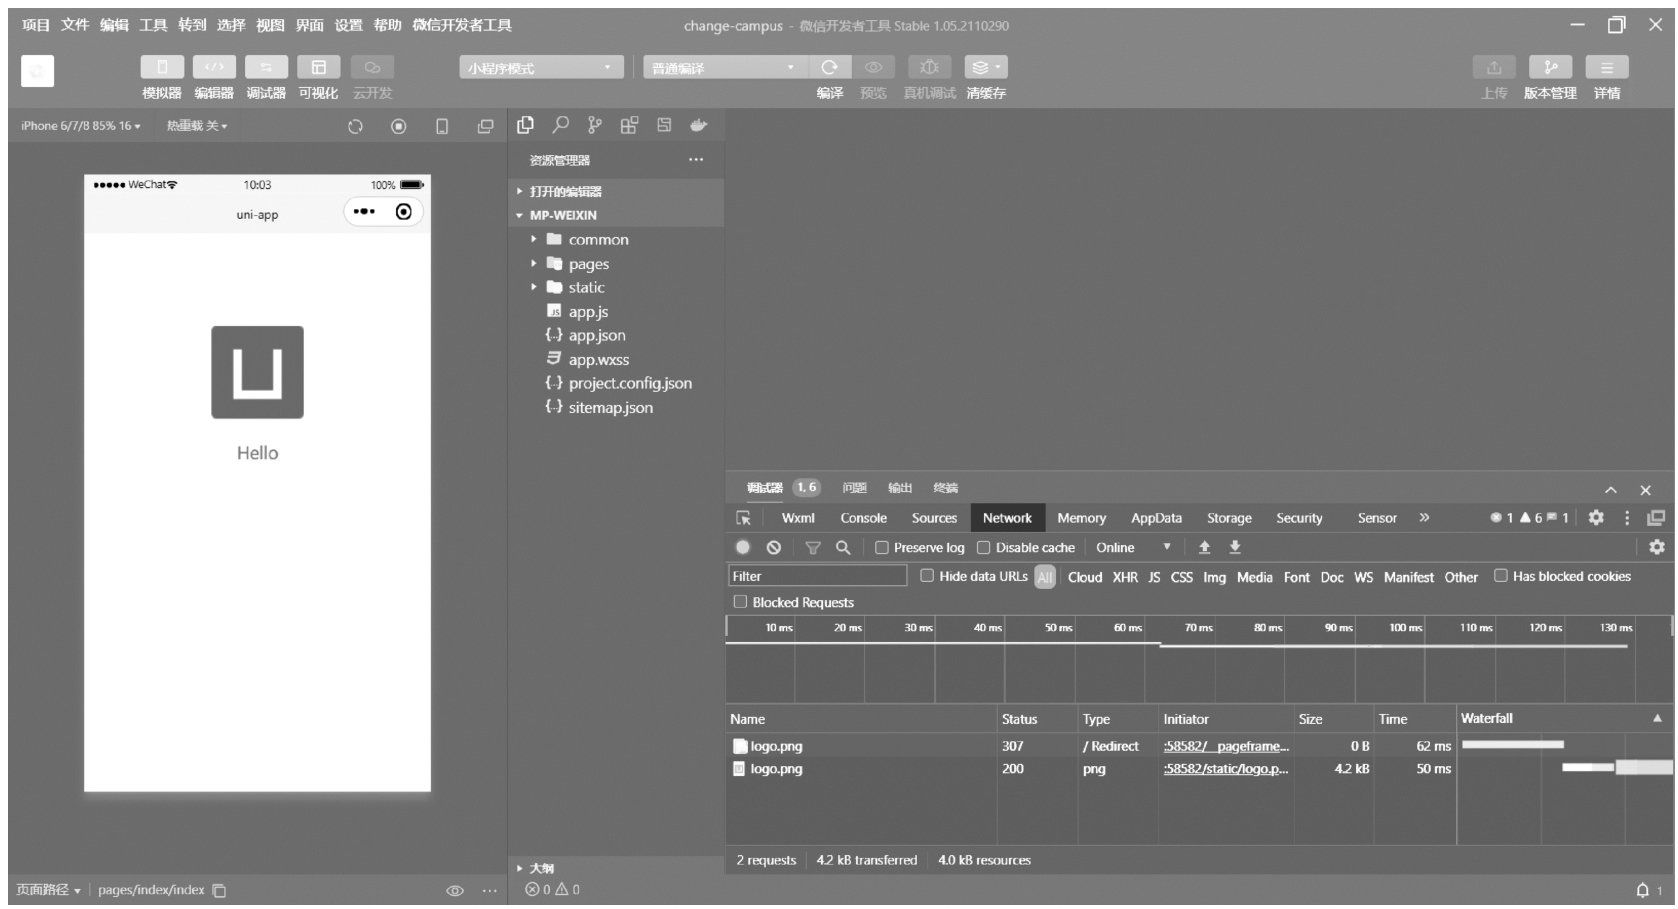 项目 文件 编辑 工具 转到 选择 视图 界面 设置 帮助 微信开发者工具
change-campus - 微信开发者工具 Stable 1.05.2110290
小程序模式 普通编译
模拟器 编辑器 调试器 可视化 云开发 编译 预览 真机调试 清缓存 上传 版本管理 详情
iPhone 6/7/8 85% 16 热重载 关
WeChat 10:03 100%
uni-app
Hello
页面路径 pages/index/index
资源管理器
打开的编辑器
MP-WEIXIN
common
pages
static
JS app.js
{..} app.json
app.wxss
{..} project.config.json
{..} sitemap.json
大纲
0 0
调试器 1, 6 问题 输出 终端
Wxml Console Sources Network Memory AppData Storage Security Sensor » 1 6 1
Preserve log Disable cache Online
Filter Hide data URLs All Cloud XHR JS CSS Img Media Font Doc WS Manifest Other Has blocked cookies
Blocked Requests
10 ms 20 ms 30 ms 40 ms 50 ms 60 ms 70 ms 80 ms 90 ms 100 ms 110 ms 120 ms 130 ms
Name Status Type Initiator Size Time Waterfall
logo.png 307 / Redirect :58582/__pageframe... 0 B 62 ms
logo.png 200 png :58582/static/logo.p... 4.2 kB 50 ms
2 requests 4.2 kB transferred 4.0 kB resources
1